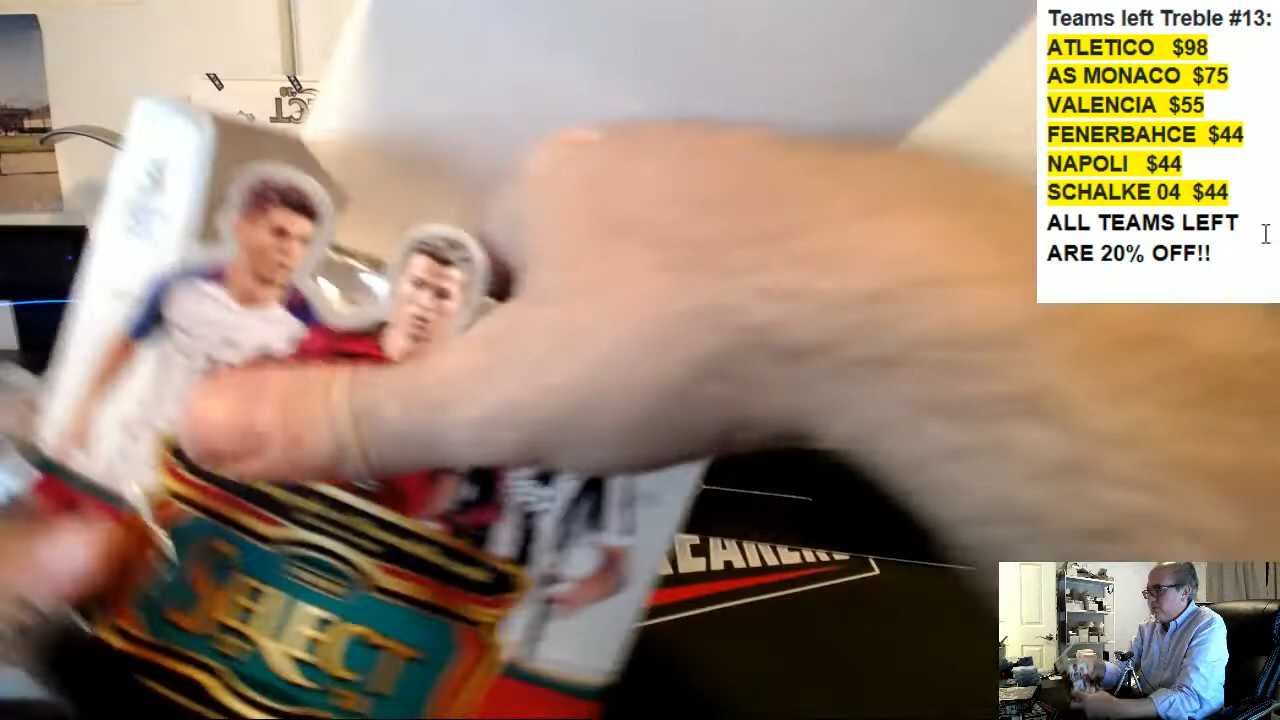 Teams left Treble #13:
ATLETICO $98
AS MONACO $75
VALENCIA $55
FENERBAHCE $44
NAPOLI $44
SCHALKE 04 $44
ALL TEAMS LEFT
ARE 20% OFF!!
SELECT